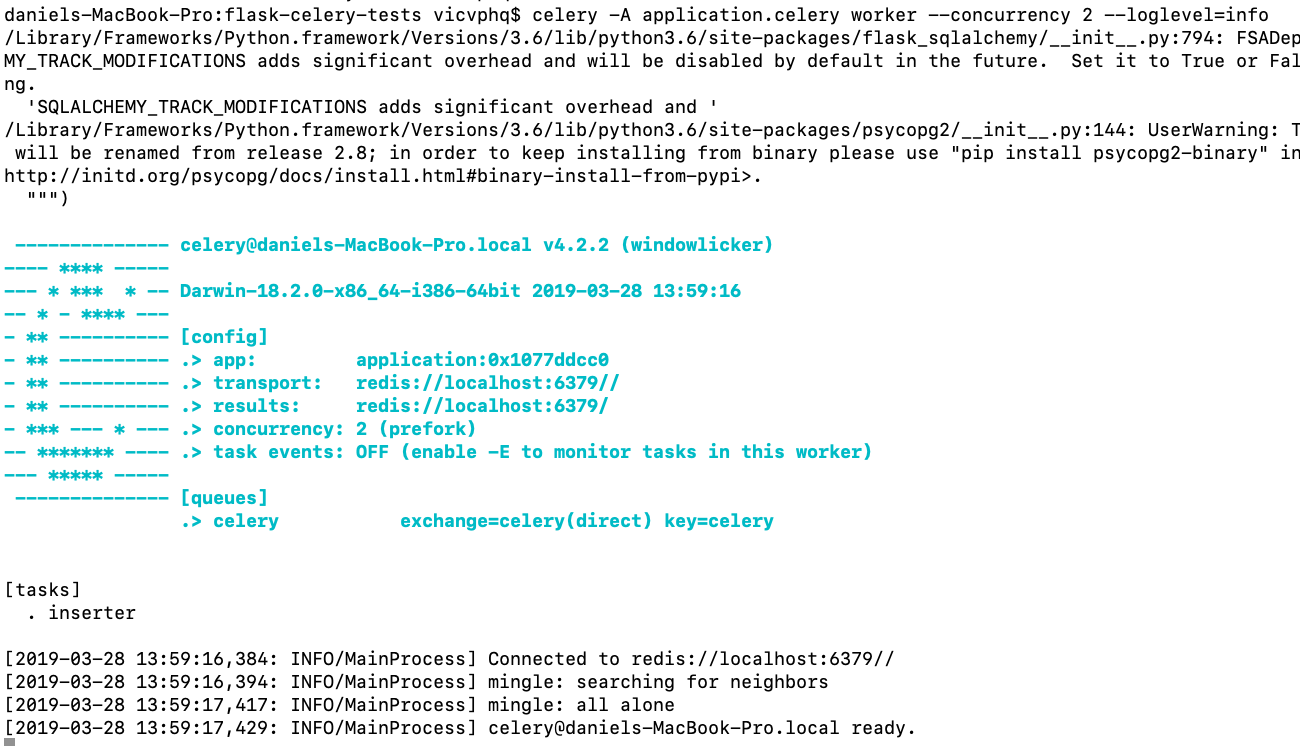 daniels-MacBook-Pro:flask-celery-tests vicvphq$ celery -A application.celery worker --concurrency 2 --loglevel=info
/Library/Frameworks/Python.framework/Versions/3.6/lib/python3.6/site-packages/flask_sqlalchemy/__init__.py:794: FSADep
MY_TRACK_MODIFICATIONS adds significant overhead and will be disabled by default in the future.  Set it to True or Fal
ng.
  'SQLALCHEMY_TRACK_MODIFICATIONS adds significant overhead and '
/Library/Frameworks/Python.framework/Versions/3.6/lib/python3.6/site-packages/psycopg2/__init__.py:144: UserWarning: T
 will be renamed from release 2.8; in order to keep installing from binary please use "pip install psycopg2-binary" in
http://initd.org/psycopg/docs/install.html#binary-install-from-pypi>.
  """)

 -------------- celery@daniels-MacBook-Pro.local v4.2.2 (windowlicker)
---- **** -----
--- * ***  * -- Darwin-18.2.0-x86_64-i386-64bit 2019-03-28 13:59:16
-- * - **** ---
- ** ---------- [config]
- ** ---------- .> app:         application:0x1077ddcc0
- ** ---------- .> transport:   redis://localhost:6379//
- ** ---------- .> results:     redis://localhost:6379/
- *** --- * --- .> concurrency: 2 (prefork)
-- ******* ---- .> task events: OFF (enable -E to monitor tasks in this worker)
--- ***** -----
 -------------- [queues]
                .> celery           exchange=celery(direct) key=celery

[tasks]
  . inserter

[2019-03-28 13:59:16,384: INFO/MainProcess] Connected to redis://localhost:6379//
[2019-03-28 13:59:16,394: INFO/MainProcess] mingle: searching for neighbors
[2019-03-28 13:59:17,417: INFO/MainProcess] mingle: all alone
[2019-03-28 13:59:17,429: INFO/MainProcess] celery@daniels-MacBook-Pro.local ready.